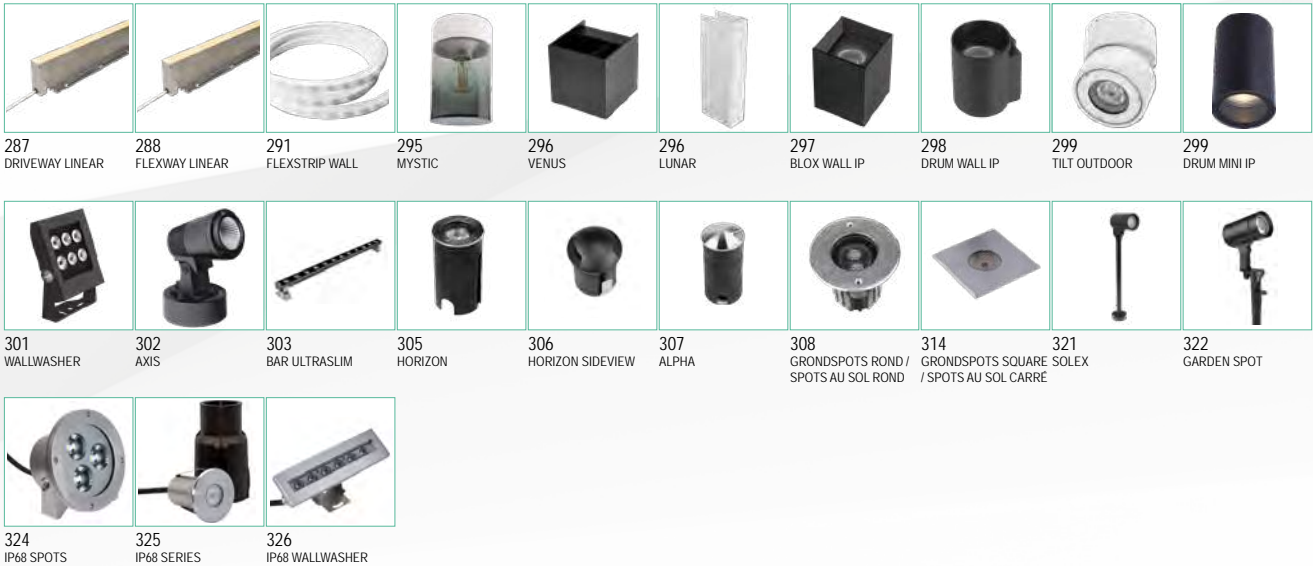 287
DRIVEWAY LINEAR
288
FLEXWAY LINEAR
291
FLEXSTRIP WALL
295
MYSTIC
296
VENUS
296
LUNAR
297
BLOX WALL IP
298
DRUM WALL IP
299
TILT OUTDOOR
299
DRUM MINI IP
301
WALLWASHER
302
AXIS
303
BAR ULTRASLIM
305
HORIZON
306
HORIZON SIDEVIEW
307
ALPHA
308
GRONDSPOTS ROND /
SPOTS AU SOL ROND
314
GRONDSPOTS SQUARE
/ SPOTS AU SOL CARRÉ
321
SOLEX
322
GARDEN SPOT
324
IP68 SPOTS
325
IP68 SERIES
326
IP68 WALLWASHER